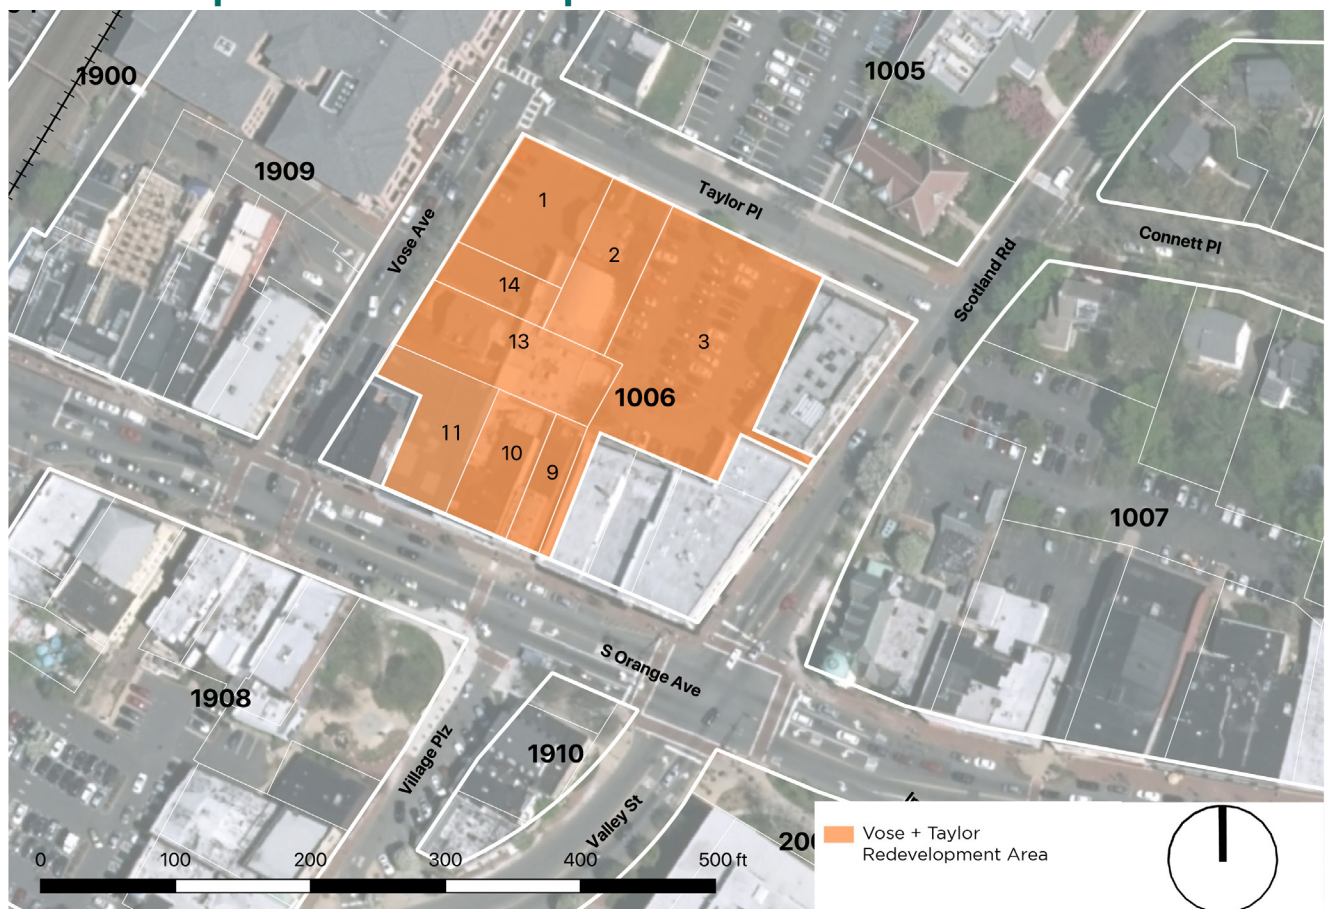 1900
1005
1909
Taylor Pl
1
Vose Ave
2
Connett Pl
Scotland Rd
14
13
3
1006
11
10
9
1007
S Orange Ave
1908
Village Plz
1910
Valley St
0 100 200 300 400 500 ft
Vose + Taylor
Redevelopment Area